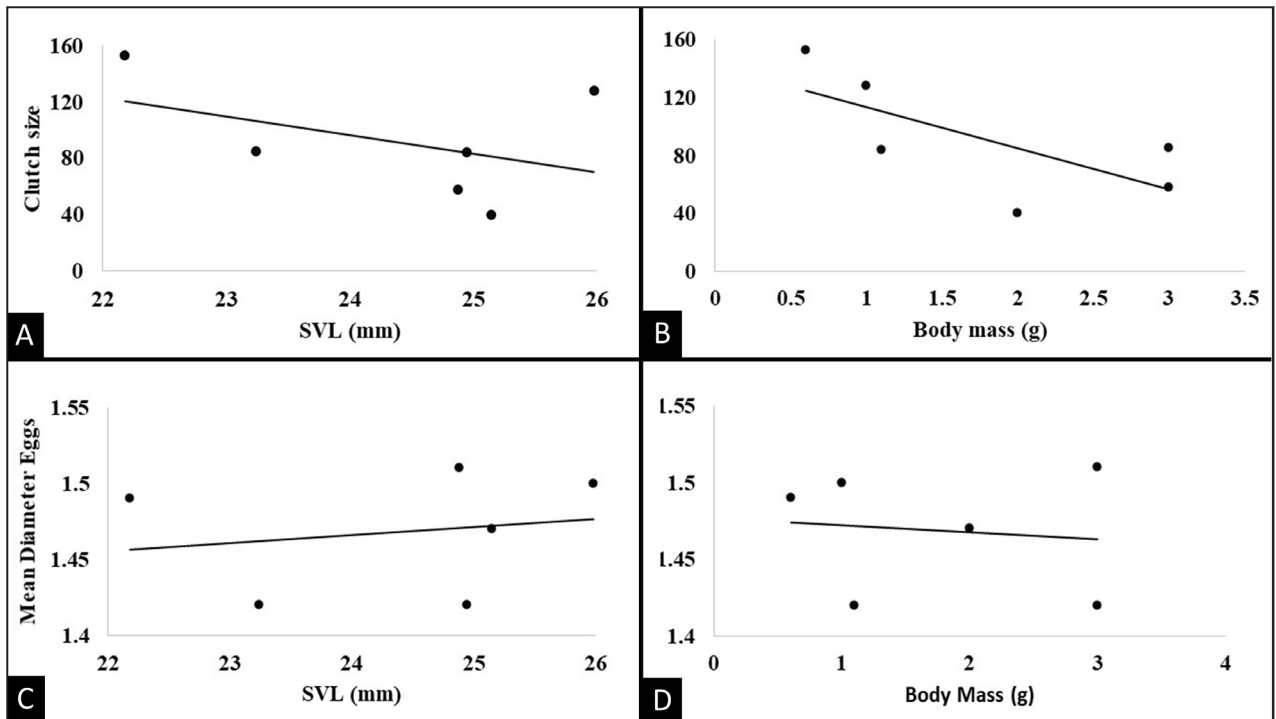 160
120
80
40
0
Clutch size
22 23 24 25 26
SVL (mm)
A
160
120
80
40
0
0 0.5 1 1.5 2 2.5 3 3.5
Body mass (g)
B
1.55
1.5
1.45
1.4
Mean Diameter Eggs
22 23 24 25 26
SVL (mm)
C
1.55
1.5
1.45
1.4
0 1 2 3 4
Body Mass (g)
D